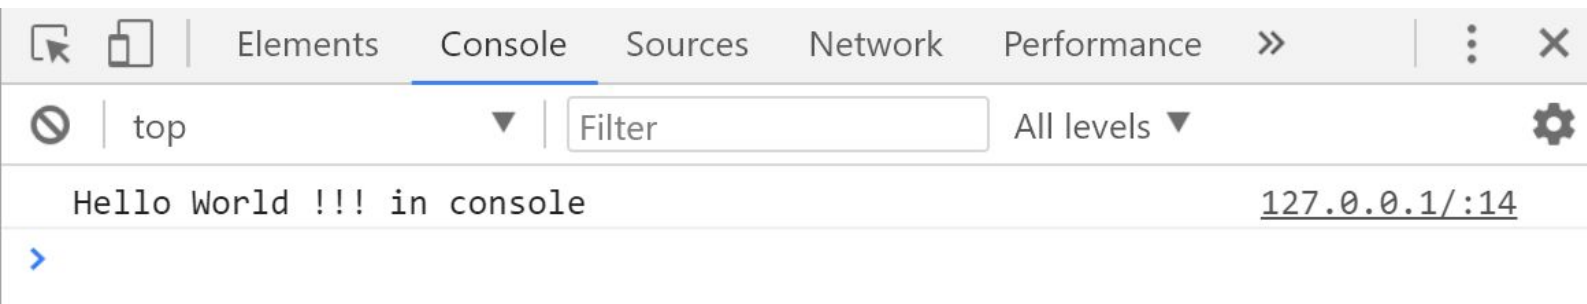 Elements Console Sources Network Performance »
top Filter All levels
Hello World !!! in console 127.0.0.1/:14